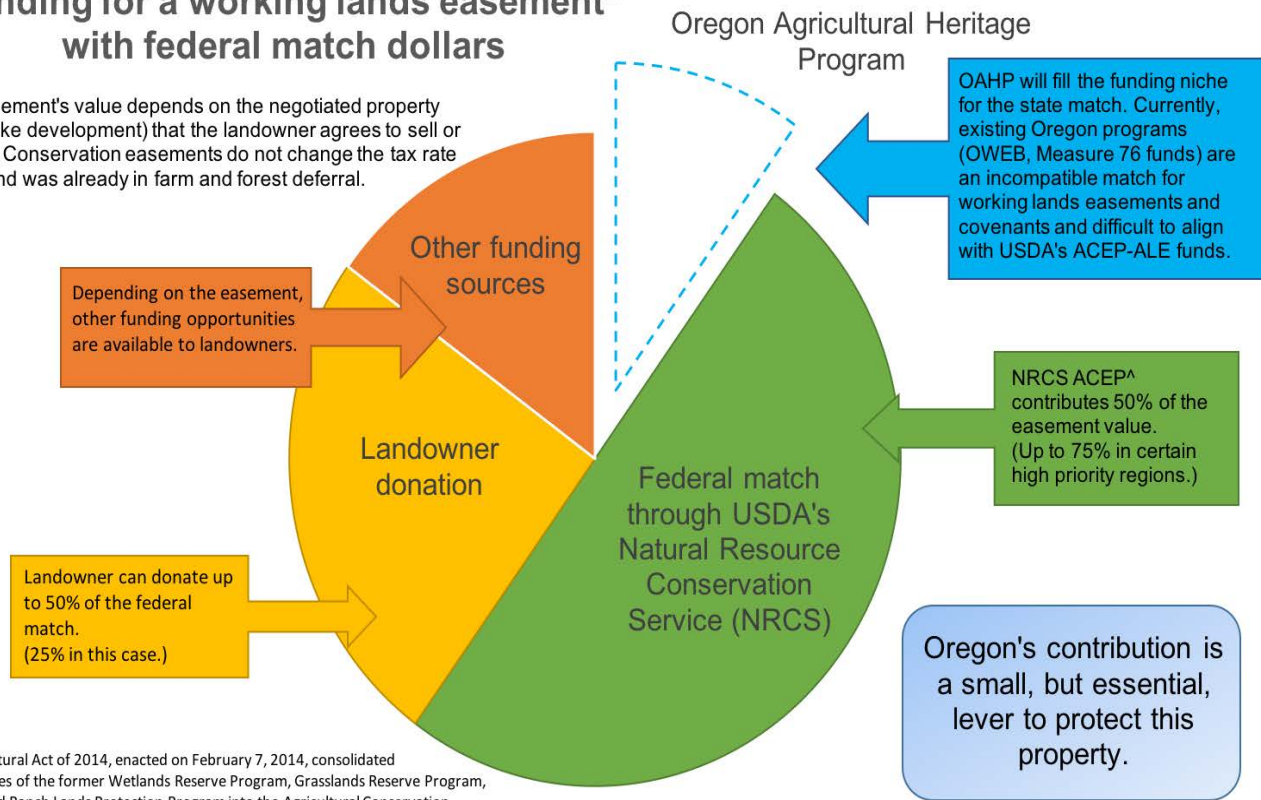 nding for a working lands easement
with federal match dollars
Oregon Agricultural Heritage
Program
ement's value depends on the negotiated property
ke development) that the landowner agrees to sell or
Conservation easements do not change the tax rate
nd was already in farm and forest deferral.
OAHP will fill the funding niche
for the state match. Currently,
existing Oregon programs
(OWEB, Measure 76 funds) are
an incompatible match for
working lands easements and
covenants and difficult to align
with USDA's ACEP-ALE funds.
Other funding
sources
Depending on the easement,
other funding opportunities
are available to landowners.
NRCS ACEP^
contributes 50% of the
easement value.
(Up to 75% in certain
high priority regions.)
Landowner
donation
Federal match
through USDA's
Natural Resource
Conservation
Service (NRCS)
Landowner can donate up
to 50% of the federal
match.
(25% in this case.)
Oregon's contribution is
a small, but essential,
lever to protect this
property.
tural Act of 2014, enacted on February 7, 2014, consolidated
es of the former Wetlands Reserve Program, Grasslands Reserve Program,
d Ranch Lands Protection Program into the Agricultural Conservation